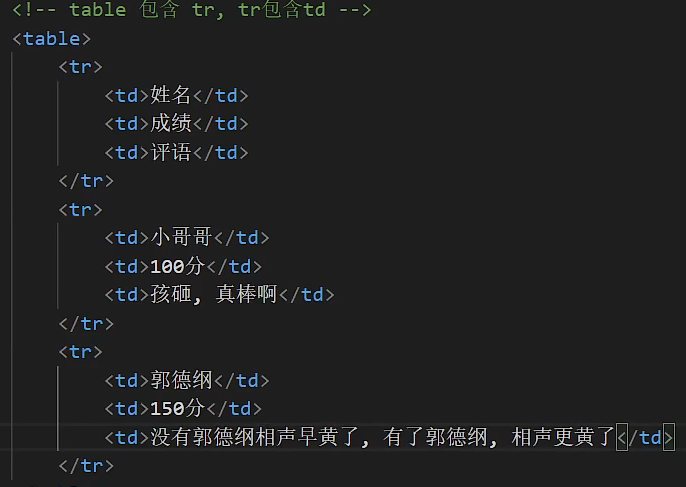 <!-- table 包含 tr, tr包含td -->
<table>
<tr>
<td>姓名</td>
<td>成绩</td>
<td>评语</td>
</tr>
<tr>
<td>小哥哥</td>
<td>100分</td>
<td>孩砸, 真棒啊</td>
</tr>
<tr>
<td>郭德纲</td>
<td>150分</td>
<td>没有郭德纲相声早黄了, 有了郭德纲, 相声更黄了</td>
</tr>